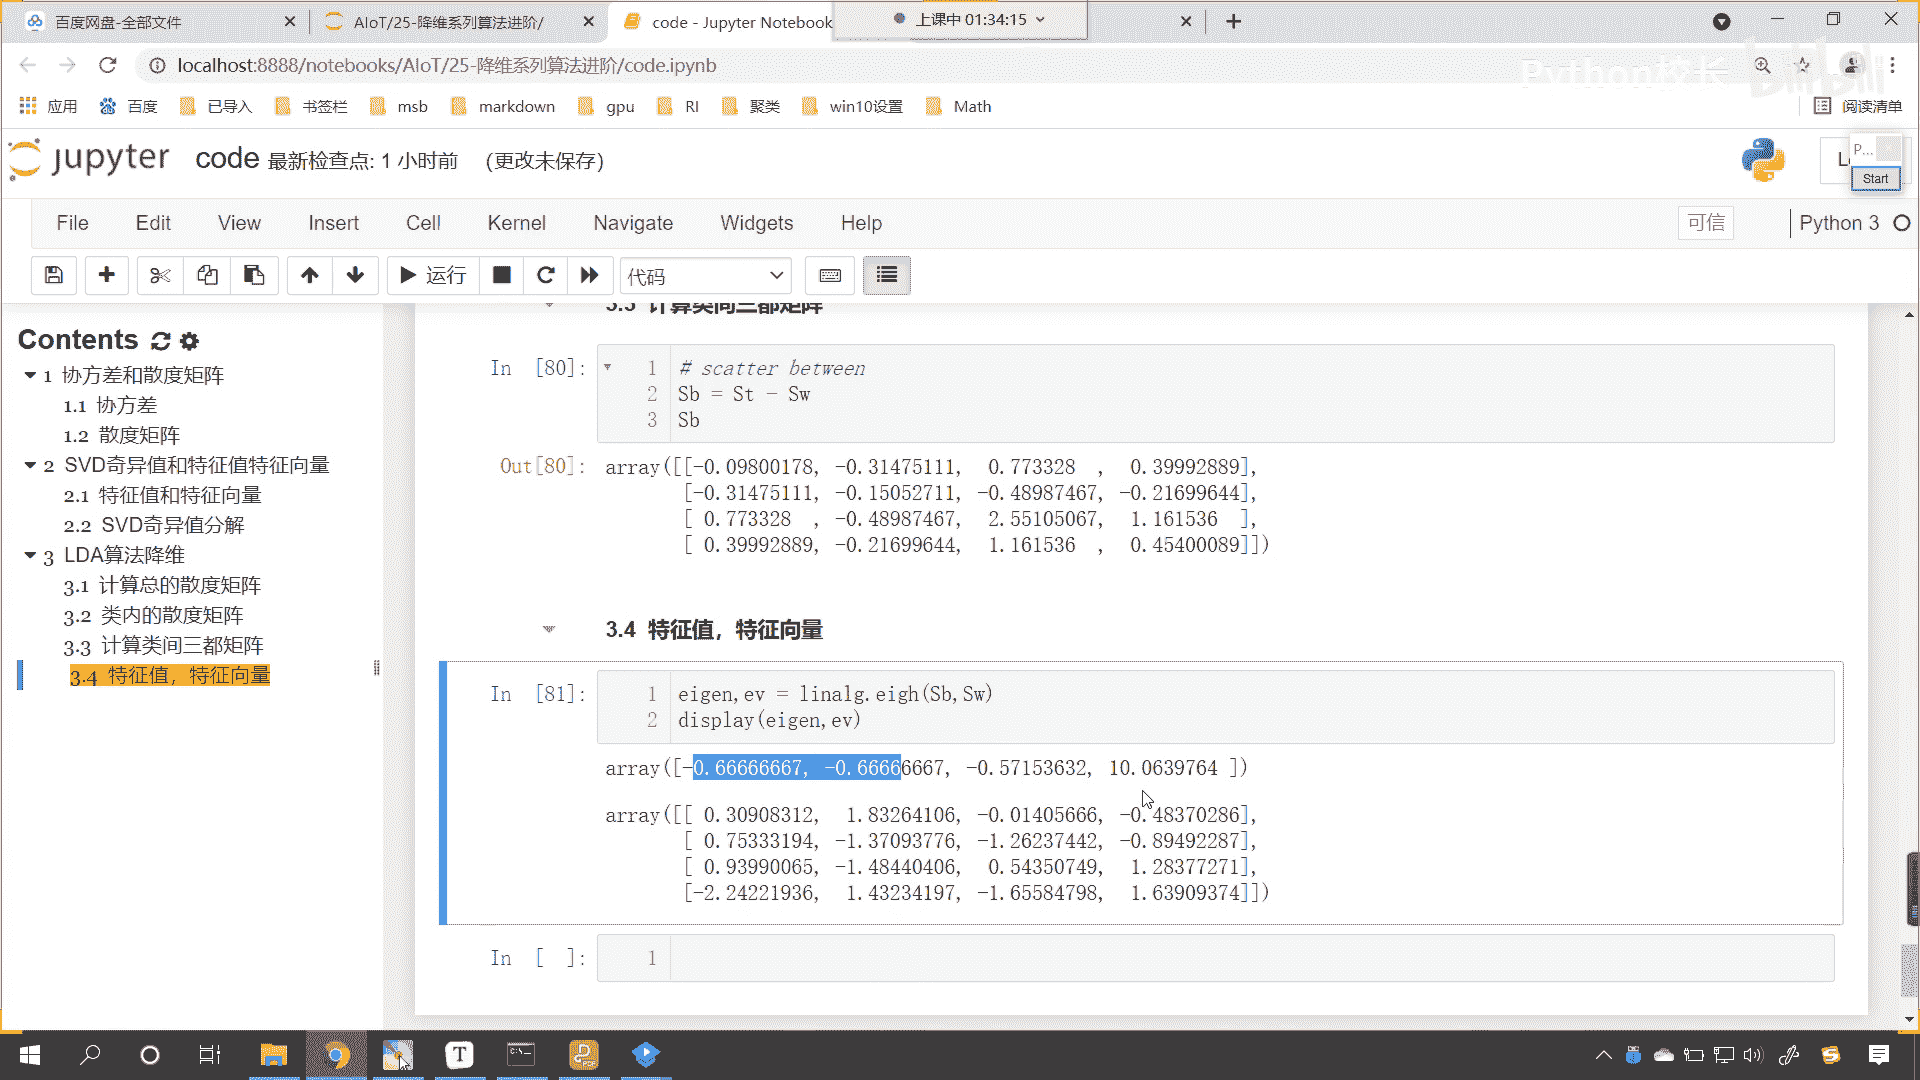 百度网盘-全部文件
AIoT/25-降维系列算法进阶/
code - Jupyter Notebook
上课中 01:34:15
localhost:8888/notebooks/AIoT/25-降维系列算法进阶/code.ipynb
Python校长
bilibili
应用
百度
已导入
书签栏
msb
markdown
gpu
RI
聚类
win10设置
Math
阅读清单
jupyter
code 最新检查点: 1 小时前 (更改未保存)
P...
Start
File
Edit
View
Insert
Cell
Kernel
Navigate
Widgets
Help
可信
Python 3
运行
代码
Contents
1 协方差和散度矩阵
1.1 协方差
1.2 散度矩阵
2 SVD奇异值和特征值特征向量
2.1 特征值和特征向量
2.2 SVD奇异值分解
3 LDA算法降维
3.1 计算总的散度矩阵
3.2 类内的散度矩阵
3.3 计算类间三都矩阵
3.4 特征值，特征向量
3.3 计算类间三都矩阵
In [80]:
1 # scatter between
2 Sb = St - Sw
3 Sb
Out[80]: array([[-0.09800178, -0.31475111, 0.773328 , 0.39992889],
[-0.31475111, -0.15052711, -0.48987467, -0.21699644],
[ 0.773328 , -0.48987467, 2.55105067, 1.161536 ],
[ 0.39992889, -0.21699644, 1.161536 , 0.45400089]])
3.4 特征值，特征向量
In [81]:
1 eigen,ev = linalg.eigh(Sb,Sw)
2 display(eigen,ev)
array([-0.66666667, -0.66666667, -0.57153632, 10.0639764 ])
array([[ 0.30908312, 1.83264106, -0.01405666, -0.48370286],
[ 0.75333194, -1.37093776, -1.26237442, -0.89492287],
[ 0.93990065, -1.48440406, 0.54350749, 1.28377271],
[-2.24221936, 1.43234197, -1.65584798, 1.63909374]])
In [ ]:
1